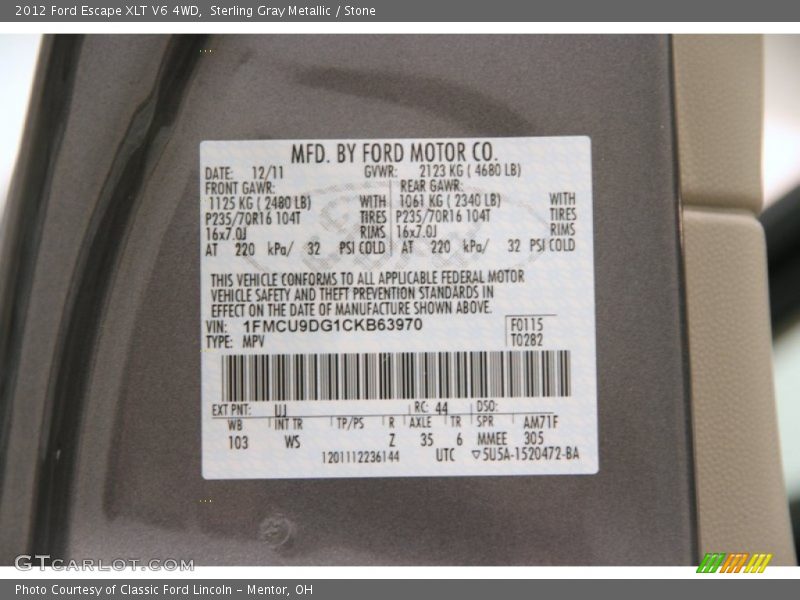 2012 Ford Escape XLT V6 4WD, Sterling Gray Metallic / Stone
MFD. BY FORD MOTOR CO.
DATE: 12/11 GVWR: 2123 KG ( 4680 LB)
FRONT GAWR: REAR GAWR:
1125 KG ( 2480 LB) WITH 1061 KG ( 2340 LB) WITH
P235/70R16 104T TIRES P235/70R16 104T TIRES
16x7.0J RIMS 16x7.0J RIMS
AT 220 kPa/ 32 PSI COLD AT 220 kPa/ 32 PSI COLD
THIS VEHICLE CONFORMS TO ALL APPLICABLE FEDERAL MOTOR
VEHICLE SAFETY AND THEFT PREVENTION STANDARDS IN
EFFECT ON THE DATE OF MANUFACTURE SHOWN ABOVE.
VIN: 1FMCU9DG1CKB63970 F0115
TYPE: MPV T0282
EXT PNT: UJ RC: 44 DSO:
WB INT TR TP/PS R AXLE TR SPR AM71F
103 WS Z 35 6 MMEE 305
1201112236144 UTC ▽5U5A-1520472-BA
GTCARLOT.COM
Photo Courtesy of Classic Ford Lincoln - Mentor, OH